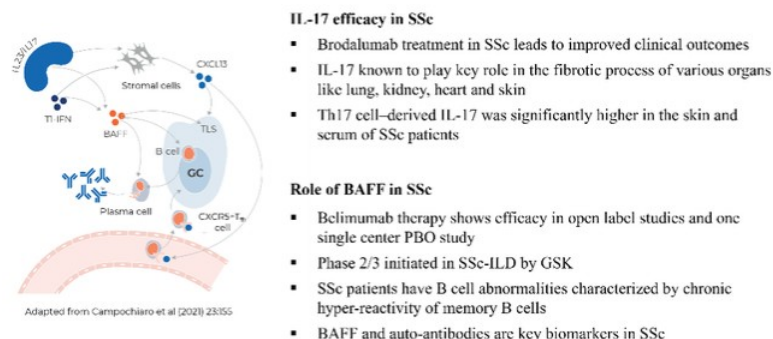 IL23/IL17
CXCL13
Stromal cells
T1-IFN
BAFF
TLS
B cell
GC
Plasma cell
CXCR5+T
cell
Adapted from Campochiaro et al (2021) 23:155
IL-17 efficacy in SSc
▪ Brodalumab treatment in SSc leads to improved clinical outcomes
▪ IL-17 known to play key role in the fibrotic process of various organs
like lung, kidney, heart and skin
▪ Th17 cell–derived IL-17 was significantly higher in the skin and
serum of SSc patients
Role of BAFF in SSc
▪ Belimumab therapy shows efficacy in open label studies and one
single center PBO study
▪ Phase 2/3 initiated in SSc-ILD by GSK
▪ SSc patients have B cell abnormalities characterized by chronic
hyper-reactivity of memory B cells
▪ BAFF and auto-antibodies are key biomarkers in SSc